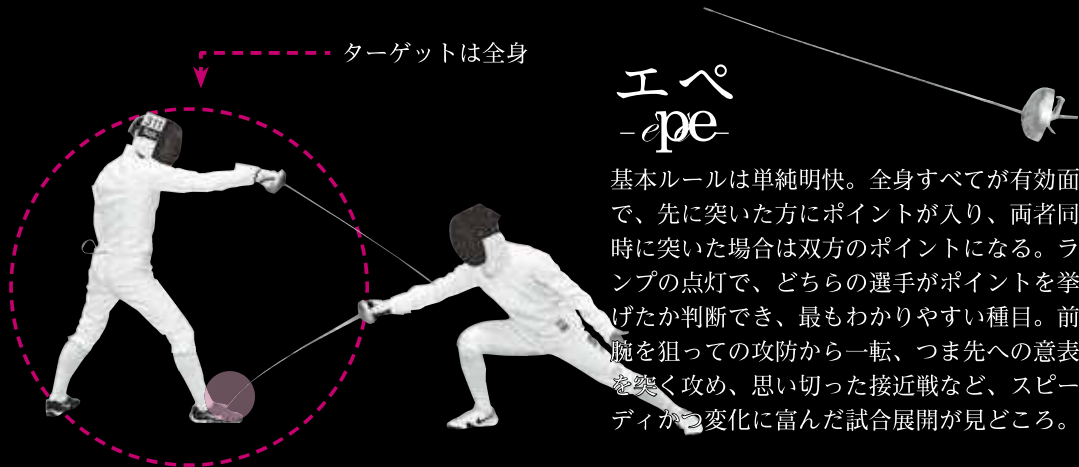 ターゲットは全身
エペ
-epe-
基本ルールは単純明快。全身すべてが有効面
で、先に突いた方にポイントが入り、両者同
時に突いた場合は双方のポイントになる。ラ
ンプの点灯で、どちらの選手がポイントを挙
げたか判断でき、最もわかりやすい種目。前
腕を狙っての攻防から一転、つま先への意表
を突く攻め、思い切った接近戦など、スピー
ディかつ変化に富んだ試合展開が見どころ。